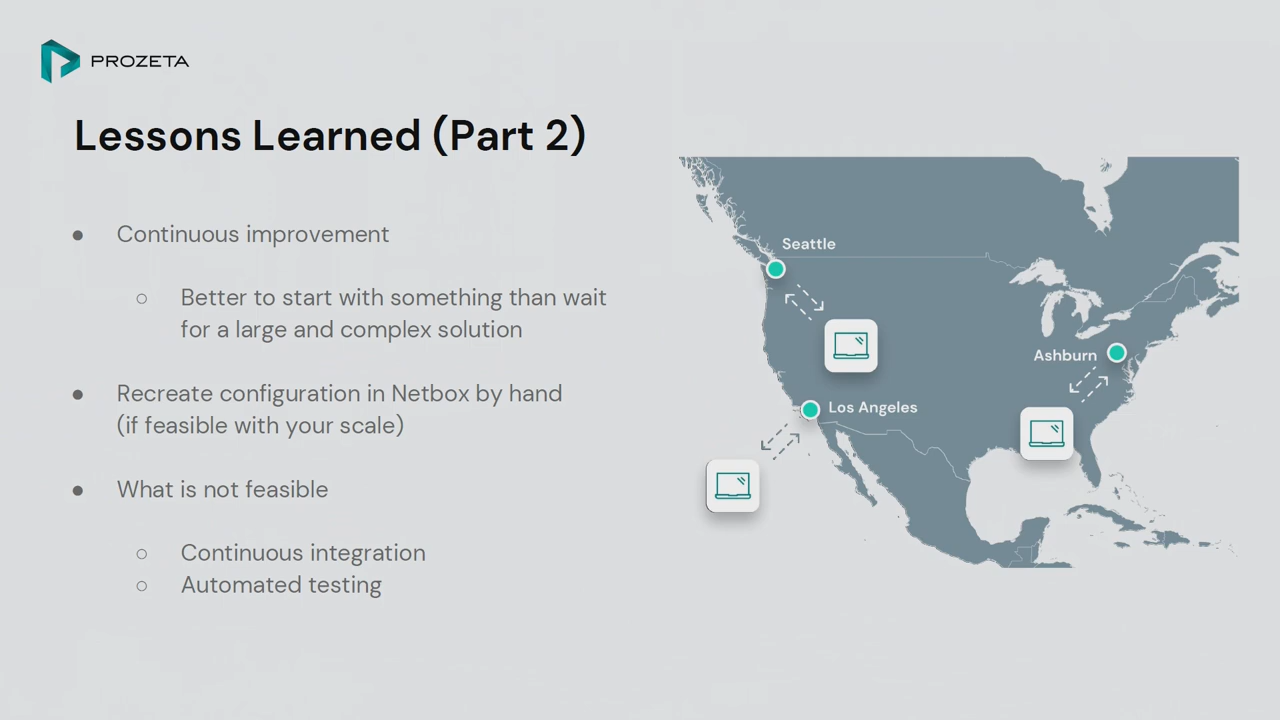 PROZETA
Lessons Learned (Part 2)
● Continuous improvement
○ Better to start with something than wait
for a large and complex solution
● Recreate configuration in Netbox by hand
(if feasible with your scale)
● What is not feasible
○ Continuous integration
○ Automated testing
Seattle
Ashburn
Los Angeles